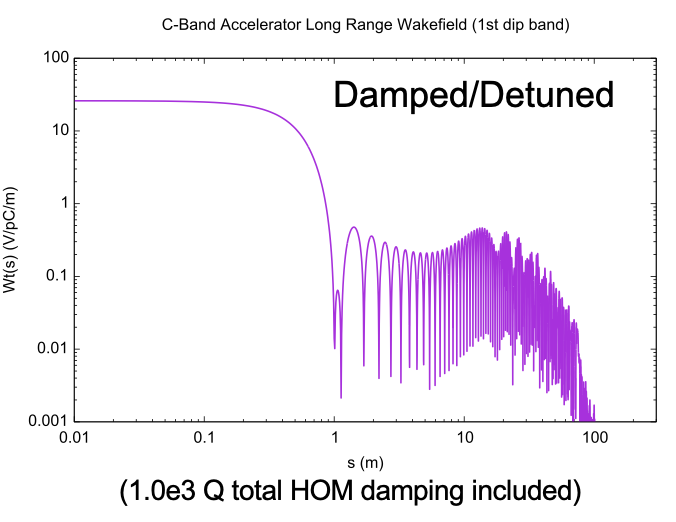 C-Band Accelerator Long Range Wakefield (1st dip band)
Damped/Detuned
Wt(s) (V/pC/m)
100
10
1
0.1
0.01
0.001
0.01 0.1 1 10 100
s (m)
(1.0e3 Q total HOM damping included)